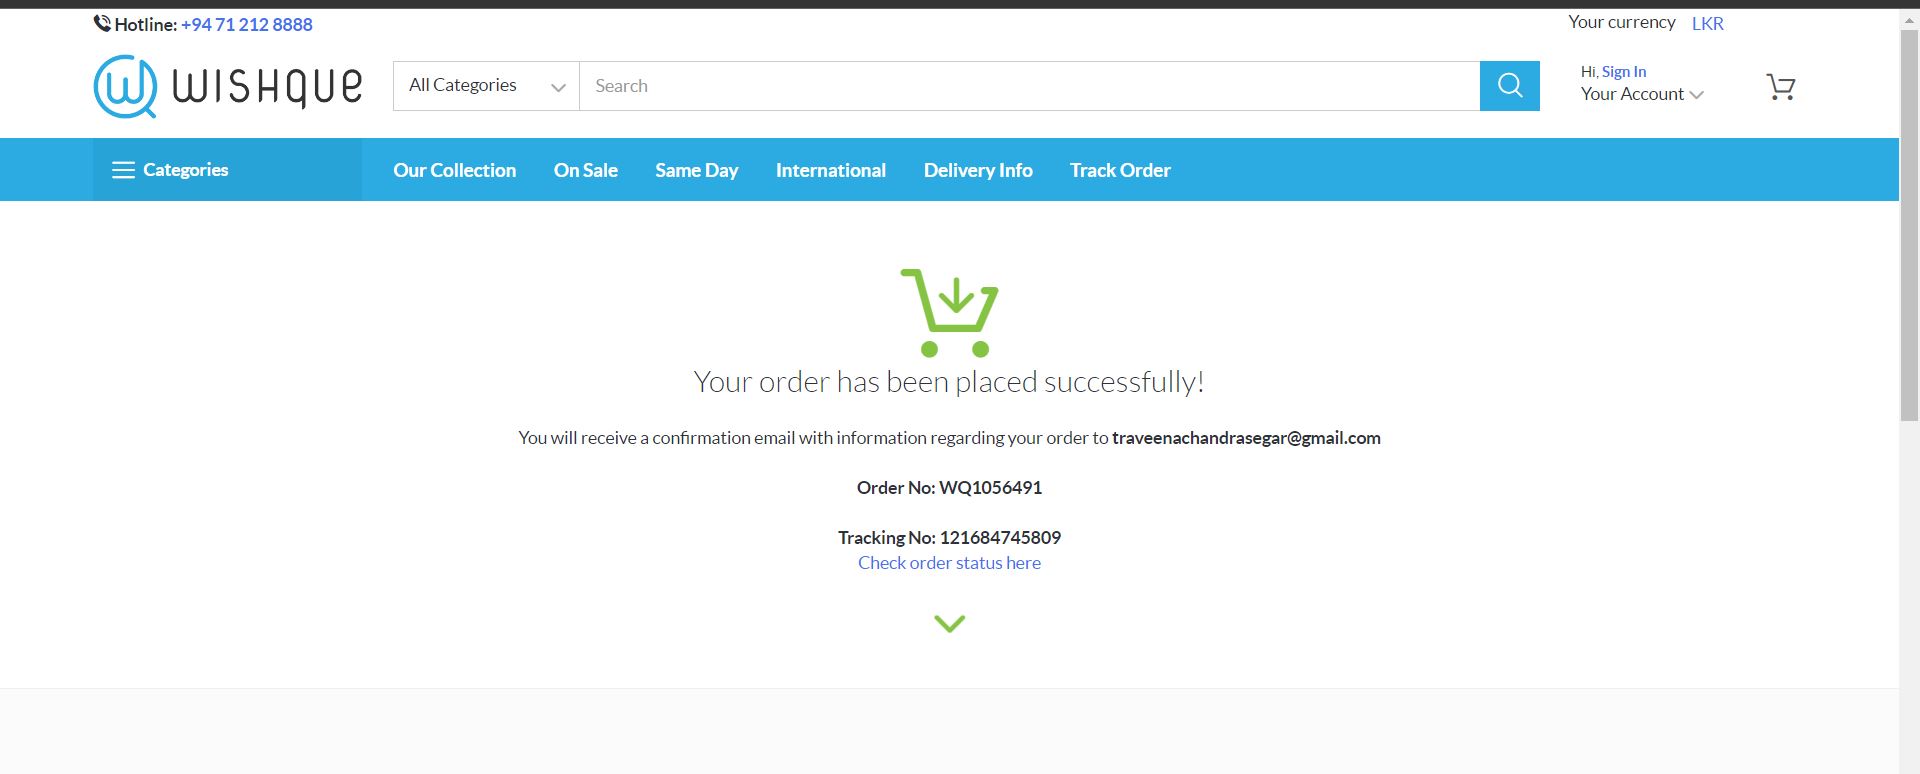 Hotline: +94 71 212 8888
Your currency LKR
WISHQUE
All Categories
Search
Hi, Sign In
Your Account
Categories
Our Collection
On Sale
Same Day
International
Delivery Info
Track Order
Your order has been placed successfully!
You will receive a confirmation email with information regarding your order to traveenachandrasegar@gmail.com
Order No: WQ1056491
Tracking No: 121684745809
Check order status here